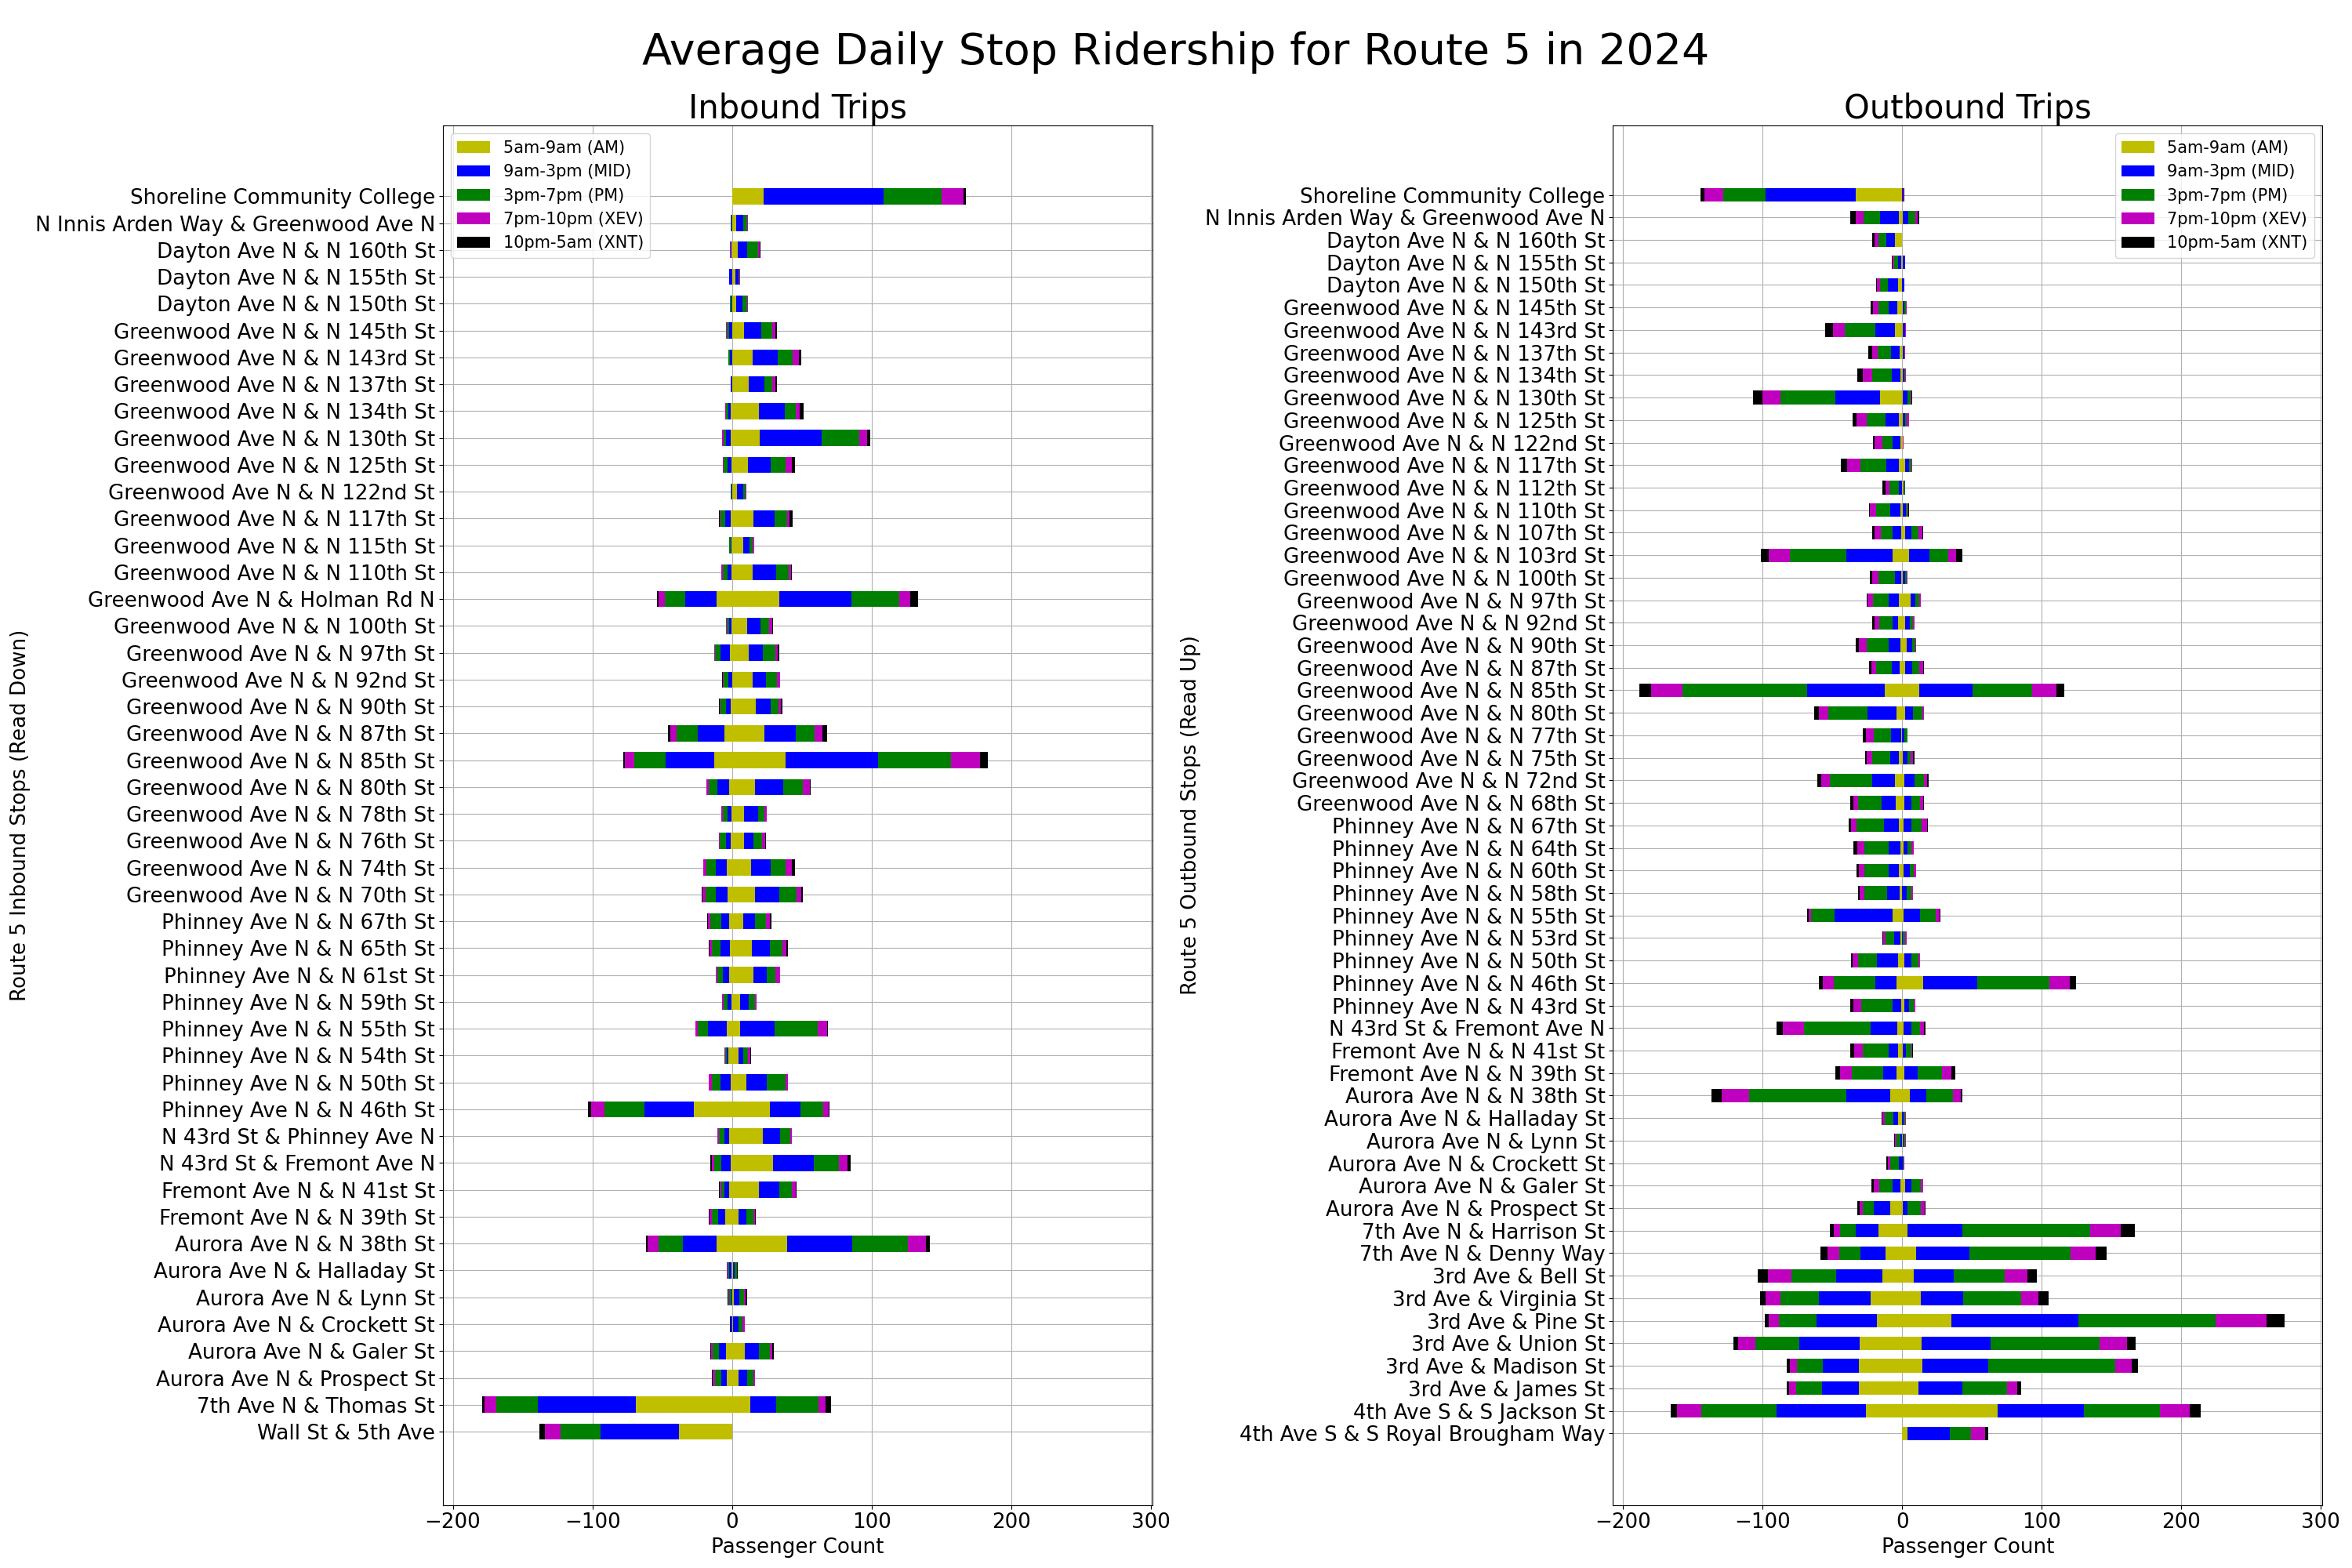 Average Daily Stop Ridership for Route 5 in 2024
Inbound Trips
5am-9am (AM)
9am-3pm (MID)
3pm-7pm (PM)
7pm-10pm (XEV)
10pm-5am (XNT)
Route 5 Inbound Stops (Read Down)
Shoreline Community College
N Innis Arden Way & Greenwood Ave N
Dayton Ave N & N 160th St
Dayton Ave N & N 155th St
Dayton Ave N & N 150th St
Greenwood Ave N & N 145th St
Greenwood Ave N & N 143rd St
Greenwood Ave N & N 137th St
Greenwood Ave N & N 134th St
Greenwood Ave N & N 130th St
Greenwood Ave N & N 125th St
Greenwood Ave N & N 122nd St
Greenwood Ave N & N 117th St
Greenwood Ave N & N 115th St
Greenwood Ave N & N 110th St
Greenwood Ave N & Holman Rd N
Greenwood Ave N & N 100th St
Greenwood Ave N & N 97th St
Greenwood Ave N & N 92nd St
Greenwood Ave N & N 90th St
Greenwood Ave N & N 87th St
Greenwood Ave N & N 85th St
Greenwood Ave N & N 80th St
Greenwood Ave N & N 78th St
Greenwood Ave N & N 76th St
Greenwood Ave N & N 74th St
Greenwood Ave N & N 70th St
Phinney Ave N & N 67th St
Phinney Ave N & N 65th St
Phinney Ave N & N 61st St
Phinney Ave N & N 59th St
Phinney Ave N & N 55th St
Phinney Ave N & N 54th St
Phinney Ave N & N 50th St
Phinney Ave N & N 46th St
N 43rd St & Phinney Ave N
N 43rd St & Fremont Ave N
Fremont Ave N & N 41st St
Fremont Ave N & N 39th St
Aurora Ave N & N 38th St
Aurora Ave N & Halladay St
Aurora Ave N & Lynn St
Aurora Ave N & Crockett St
Aurora Ave N & Galer St
Aurora Ave N & Prospect St
7th Ave N & Thomas St
Wall St & 5th Ave
−200 −100 0 100 200 300
Passenger Count
Outbound Trips
5am-9am (AM)
9am-3pm (MID)
3pm-7pm (PM)
7pm-10pm (XEV)
10pm-5am (XNT)
Route 5 Outbound Stops (Read Up)
Shoreline Community College
N Innis Arden Way & Greenwood Ave N
Dayton Ave N & N 160th St
Dayton Ave N & N 155th St
Dayton Ave N & N 150th St
Greenwood Ave N & N 145th St
Greenwood Ave N & N 143rd St
Greenwood Ave N & N 137th St
Greenwood Ave N & N 134th St
Greenwood Ave N & N 130th St
Greenwood Ave N & N 125th St
Greenwood Ave N & N 122nd St
Greenwood Ave N & N 117th St
Greenwood Ave N & N 112th St
Greenwood Ave N & N 110th St
Greenwood Ave N & N 107th St
Greenwood Ave N & N 103rd St
Greenwood Ave N & N 100th St
Greenwood Ave N & N 97th St
Greenwood Ave N & N 92nd St
Greenwood Ave N & N 90th St
Greenwood Ave N & N 87th St
Greenwood Ave N & N 85th St
Greenwood Ave N & N 80th St
Greenwood Ave N & N 77th St
Greenwood Ave N & N 75th St
Greenwood Ave N & N 72nd St
Greenwood Ave N & N 68th St
Phinney Ave N & N 67th St
Phinney Ave N & N 64th St
Phinney Ave N & N 60th St
Phinney Ave N & N 58th St
Phinney Ave N & N 55th St
Phinney Ave N & N 53rd St
Phinney Ave N & N 50th St
Phinney Ave N & N 46th St
Phinney Ave N & N 43rd St
N 43rd St & Fremont Ave N
Fremont Ave N & N 41st St
Fremont Ave N & N 39th St
Aurora Ave N & N 38th St
Aurora Ave N & Halladay St
Aurora Ave N & Lynn St
Aurora Ave N & Crockett St
Aurora Ave N & Galer St
Aurora Ave N & Prospect St
7th Ave N & Harrison St
7th Ave N & Denny Way
3rd Ave & Bell St
3rd Ave & Virginia St
3rd Ave & Pine St
3rd Ave & Union St
3rd Ave & Madison St
3rd Ave & James St
4th Ave S & S Jackson St
4th Ave S & S Royal Brougham Way
−200 −100 0 100 200 300
Passenger Count